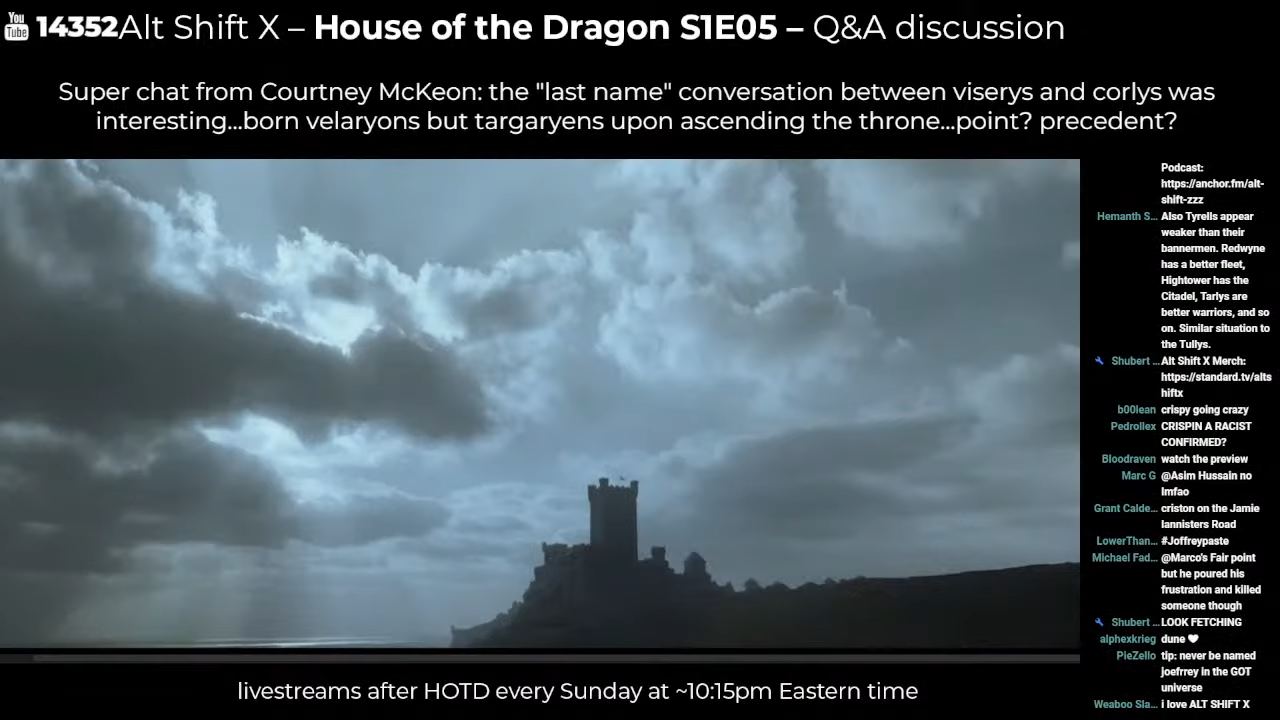 You Tube 14352 Alt Shift X – House of the Dragon S1E05 – Q&A discussion
Super chat from Courtney McKeon: the "last name" conversation between viserys and corlys was
interesting...born velaryons but targaryens upon ascending the throne...point? precedent?
Podcast:
https://anchor.fm/alt-
shift-zzz
Hemanth S... Also Tyrells appear
weaker than their
bannermen. Redwyne
has a better fleet,
Hightower has the
Citadel, Tarlys are
better warriors, and so
on. Similar situation to
the Tullys.
Shubert ... Alt Shift X Merch:
https://standard.tv/alts
hiftx
b00lean crispy going crazy
Pedrollex CRISPIN A RACIST
CONFIRMED?
Bloodraven watch the preview
Marc G @Asim Hussain no
lmfao
Grant Calde... criston on the Jamie
lannisters Road
LowerThan... #Joffreypaste
Michael Fad... @Marco's Fair point
but he poured his
frustration and killed
someone though
Shubert ... LOOK FETCHING
alphexkrieg dune
PieZello tip: never be named
joefrrey in the GOT
universe
Weaboo Sla... i love ALT SHIFT X
livestreams after HOTD every Sunday at ~10:15pm Eastern time